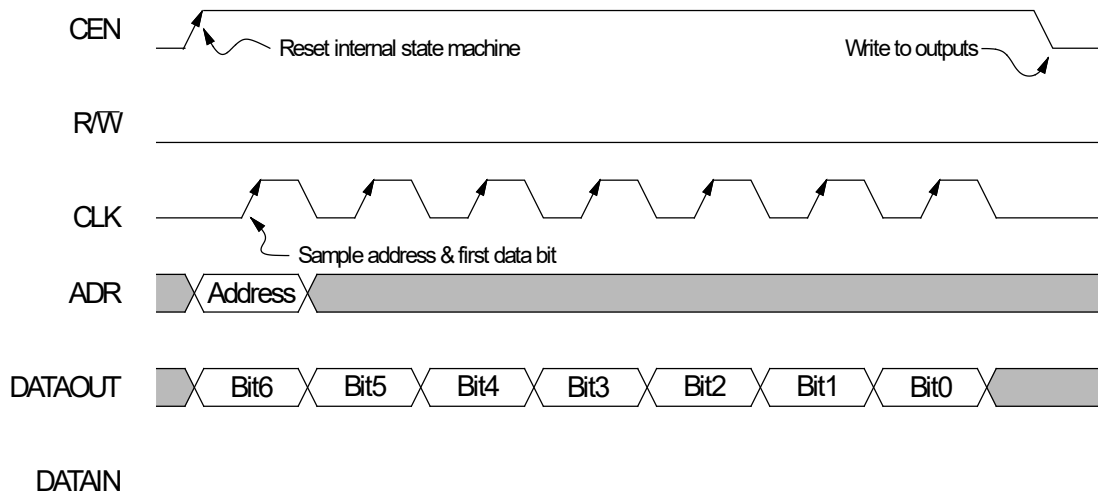 CEN
Reset internal state machine
Write to outputs
R/W̅
CLK
Sample address & first data bit
ADR
Address
DATAOUT
Bit6
Bit5
Bit4
Bit3
Bit2
Bit1
Bit0
DATAIN